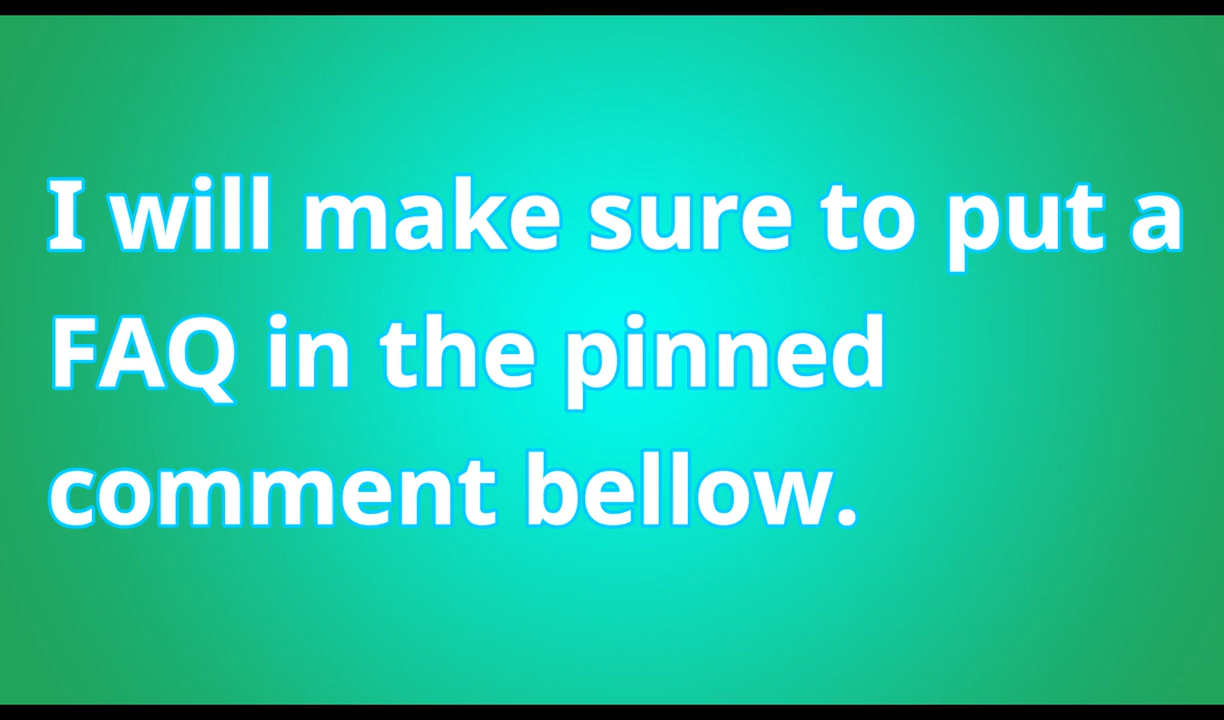 I will make sure to put a
FAQ in the pinned
comment bellow.